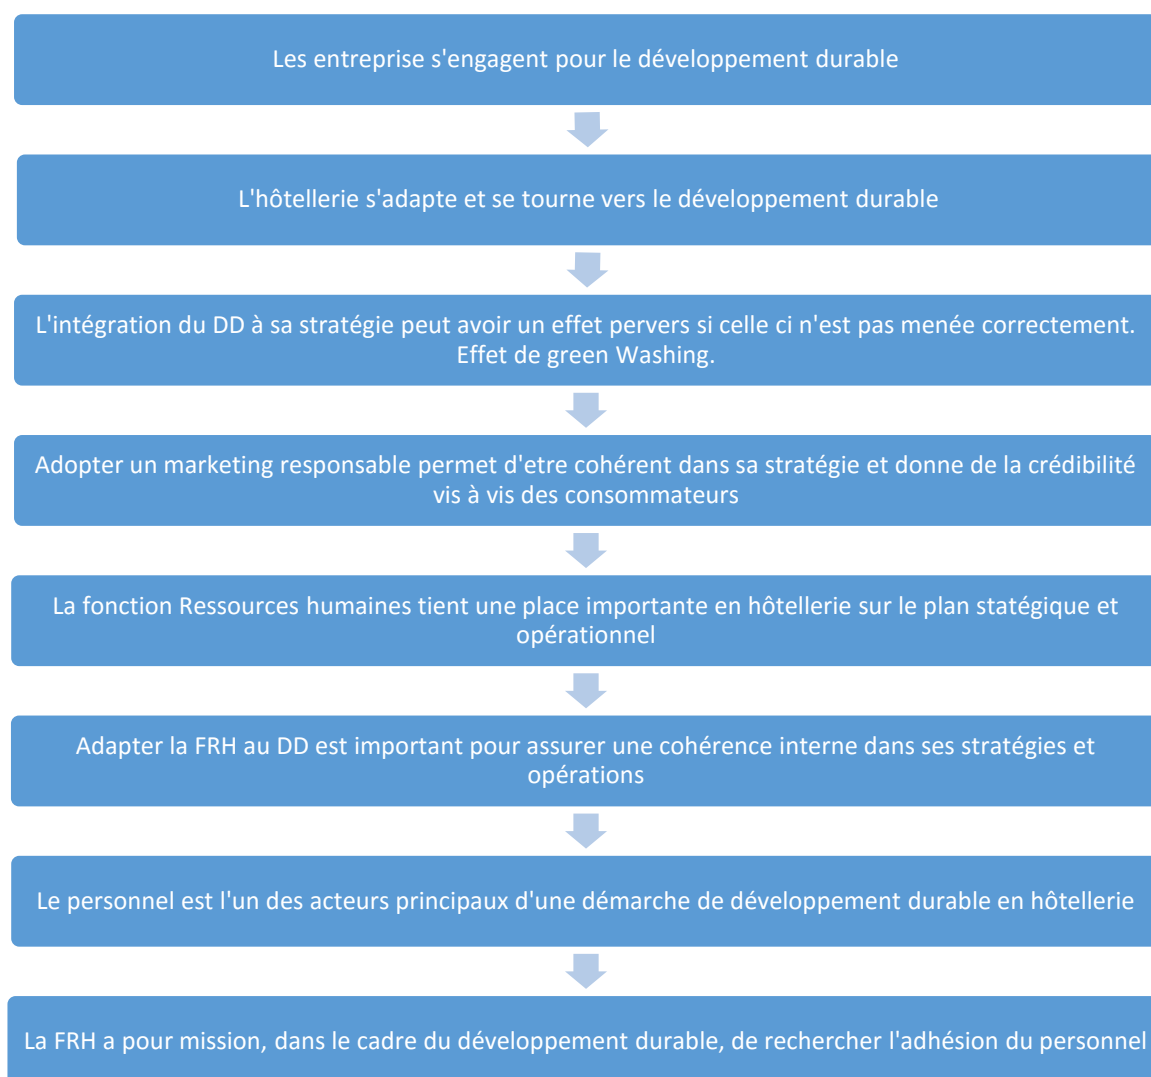 Les entreprise s'engagent pour le développement durable
L'hôtellerie s'adapte et se tourne vers le développement durable
L'intégration du DD à sa stratégie peut avoir un effet pervers si celle ci n'est pas menée correctement.
Effet de green Washing.
Adopter un marketing responsable permet d'etre cohérent dans sa stratégie et donne de la crédibilité
vis à vis des consommateurs
La fonction Ressources humaines tient une place importante en hôtellerie sur le plan statégique et
opérationnel
Adapter la FRH au DD est important pour assurer une cohérence interne dans ses stratégies et
opérations
Le personnel est l'un des acteurs principaux d'une démarche de développement durable en hôtellerie
La FRH a pour mission, dans le cadre du développement durable, de rechercher l'adhésion du personnel